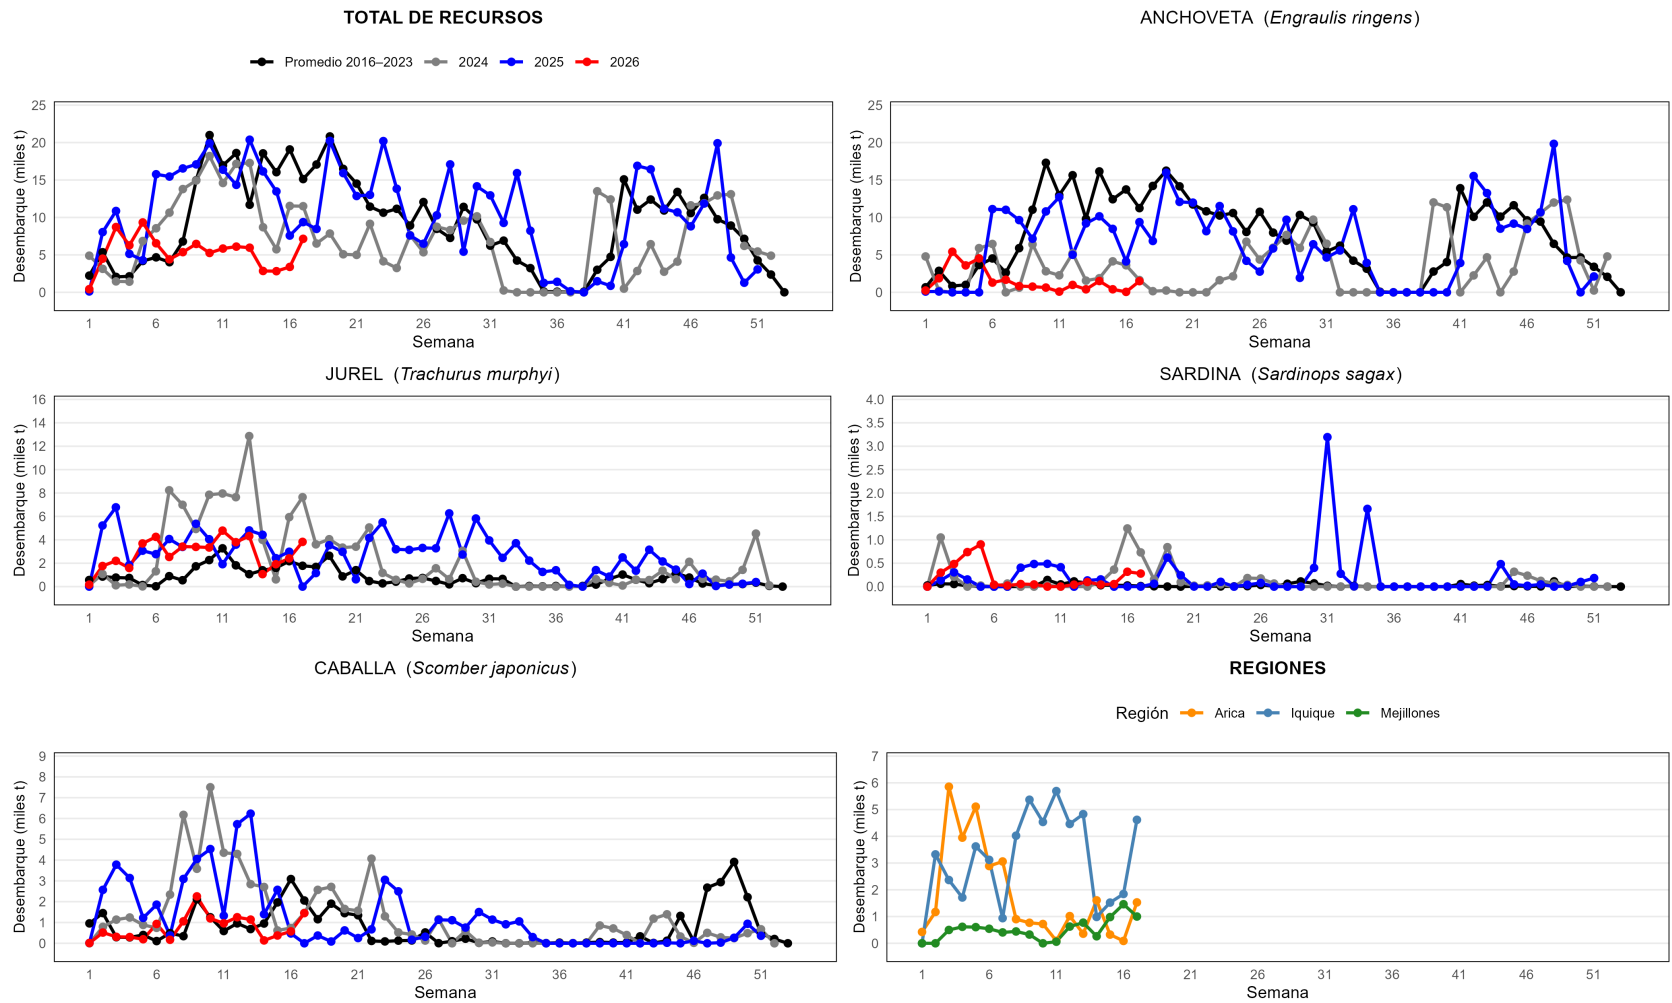 TOTAL DE RECURSOS
Promedio 2016–2023 2024 2025 2026
Desembarque (miles t)
25
20
15
10
5
0
1 6 11 16 21 26 31 36 41 46 51
Semana
ANCHOVETA (Engraulis ringens)
Desembarque (miles t)
25
20
15
10
5
0
1 6 11 16 21 26 31 36 41 46 51
Semana
JUREL (Trachurus murphyi)
Desembarque (miles t)
16
14
12
10
8
6
4
2
0
1 6 11 16 21 26 31 36 41 46 51
Semana
SARDINA (Sardinops sagax)
Desembarque (miles t)
4.0
3.5
3.0
2.5
2.0
1.5
1.0
0.5
0.0
1 6 11 16 21 26 31 36 41 46 51
Semana
CABALLA (Scomber japonicus)
Desembarque (miles t)
9
8
7
6
5
4
3
2
1
0
1 6 11 16 21 26 31 36 41 46 51
Semana
REGIONES
Región Arica Iquique Mejillones
Desembarque (miles t)
7
6
5
4
3
2
1
0
1 6 11 16 21 26 31 36 41 46 51
Semana